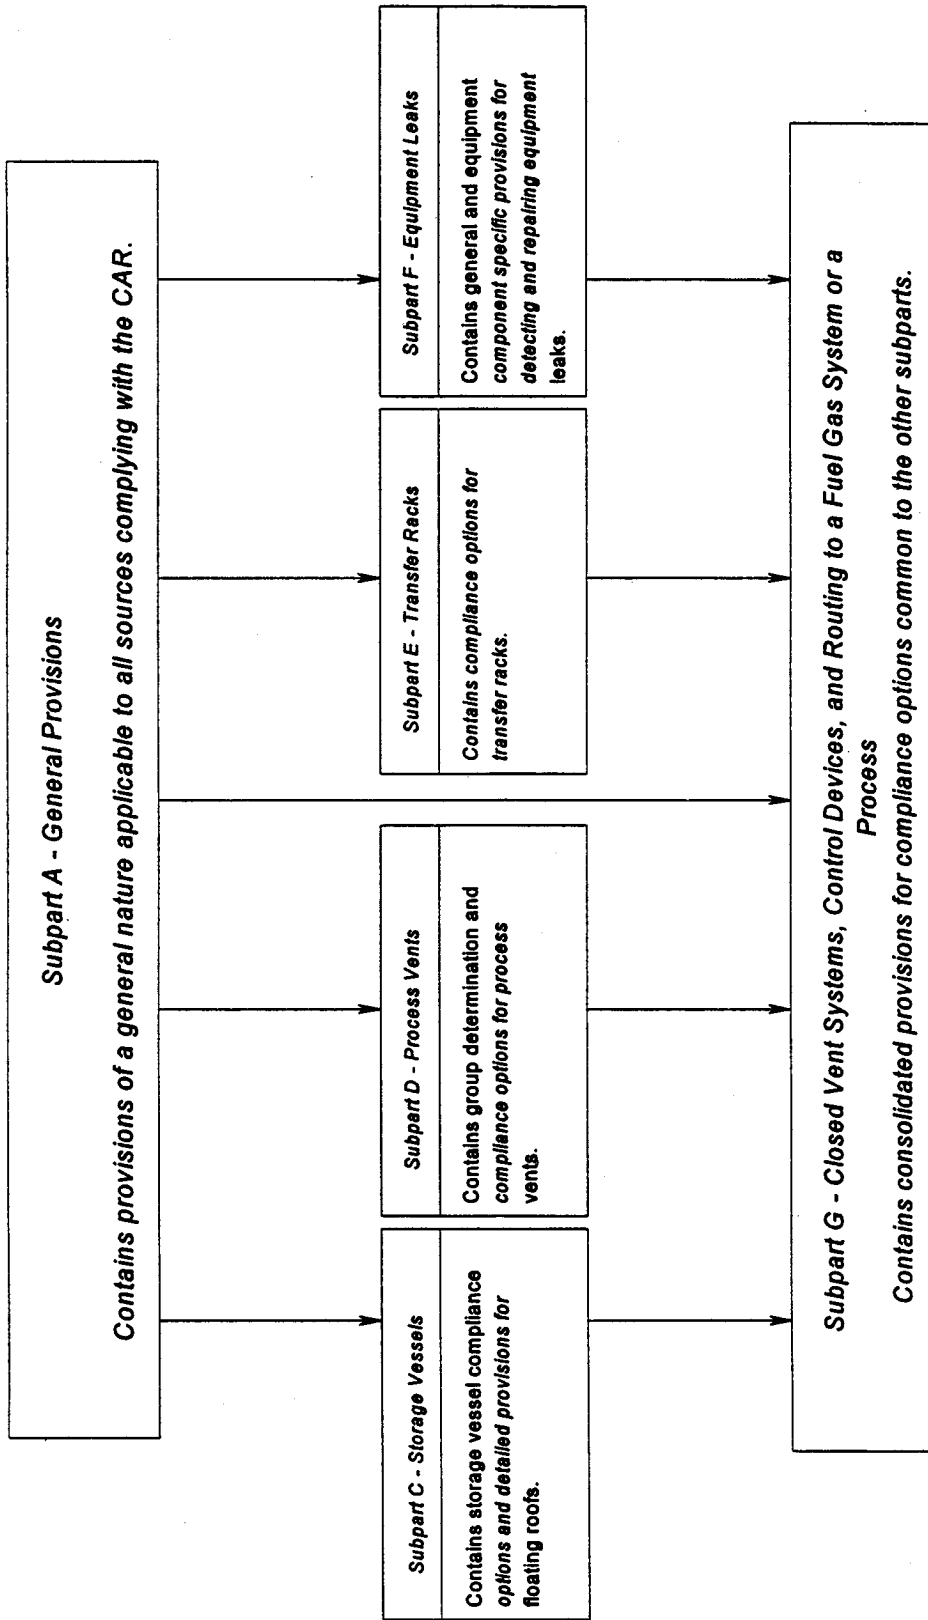 Subpart A - General Provisions
Contains provisions of a general nature applicable to all sources complying with the CAR.
Subpart C - Storage Vessels
Contains storage vessel compliance
options and detailed provisions for
floating roofs.
Subpart D - Process Vents
Contains group determination and
compliance options for process
vents.
Subpart E - Transfer Racks
Contains compliance options for
transfer racks.
Subpart F - Equipment Leaks
Contains general and equipment
component specific provisions for
detecting and repairing equipment
leaks.
Subpart G - Closed Vent Systems, Control Devices, and Routing to a Fuel Gas System or a
Process
Contains consolidated provisions for compliance options common to the other subparts.